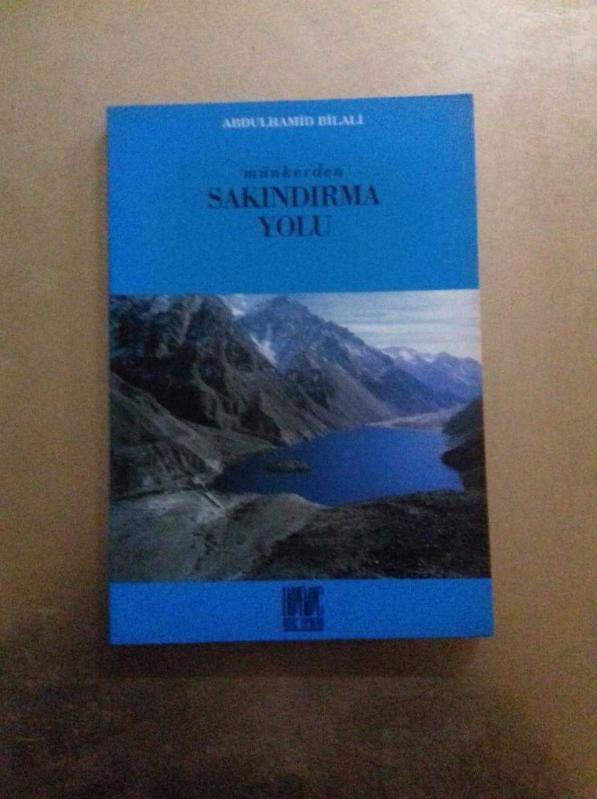 ABDULHAMİD BİLALİ
münkerden
SAKINDIRMA
YOLU